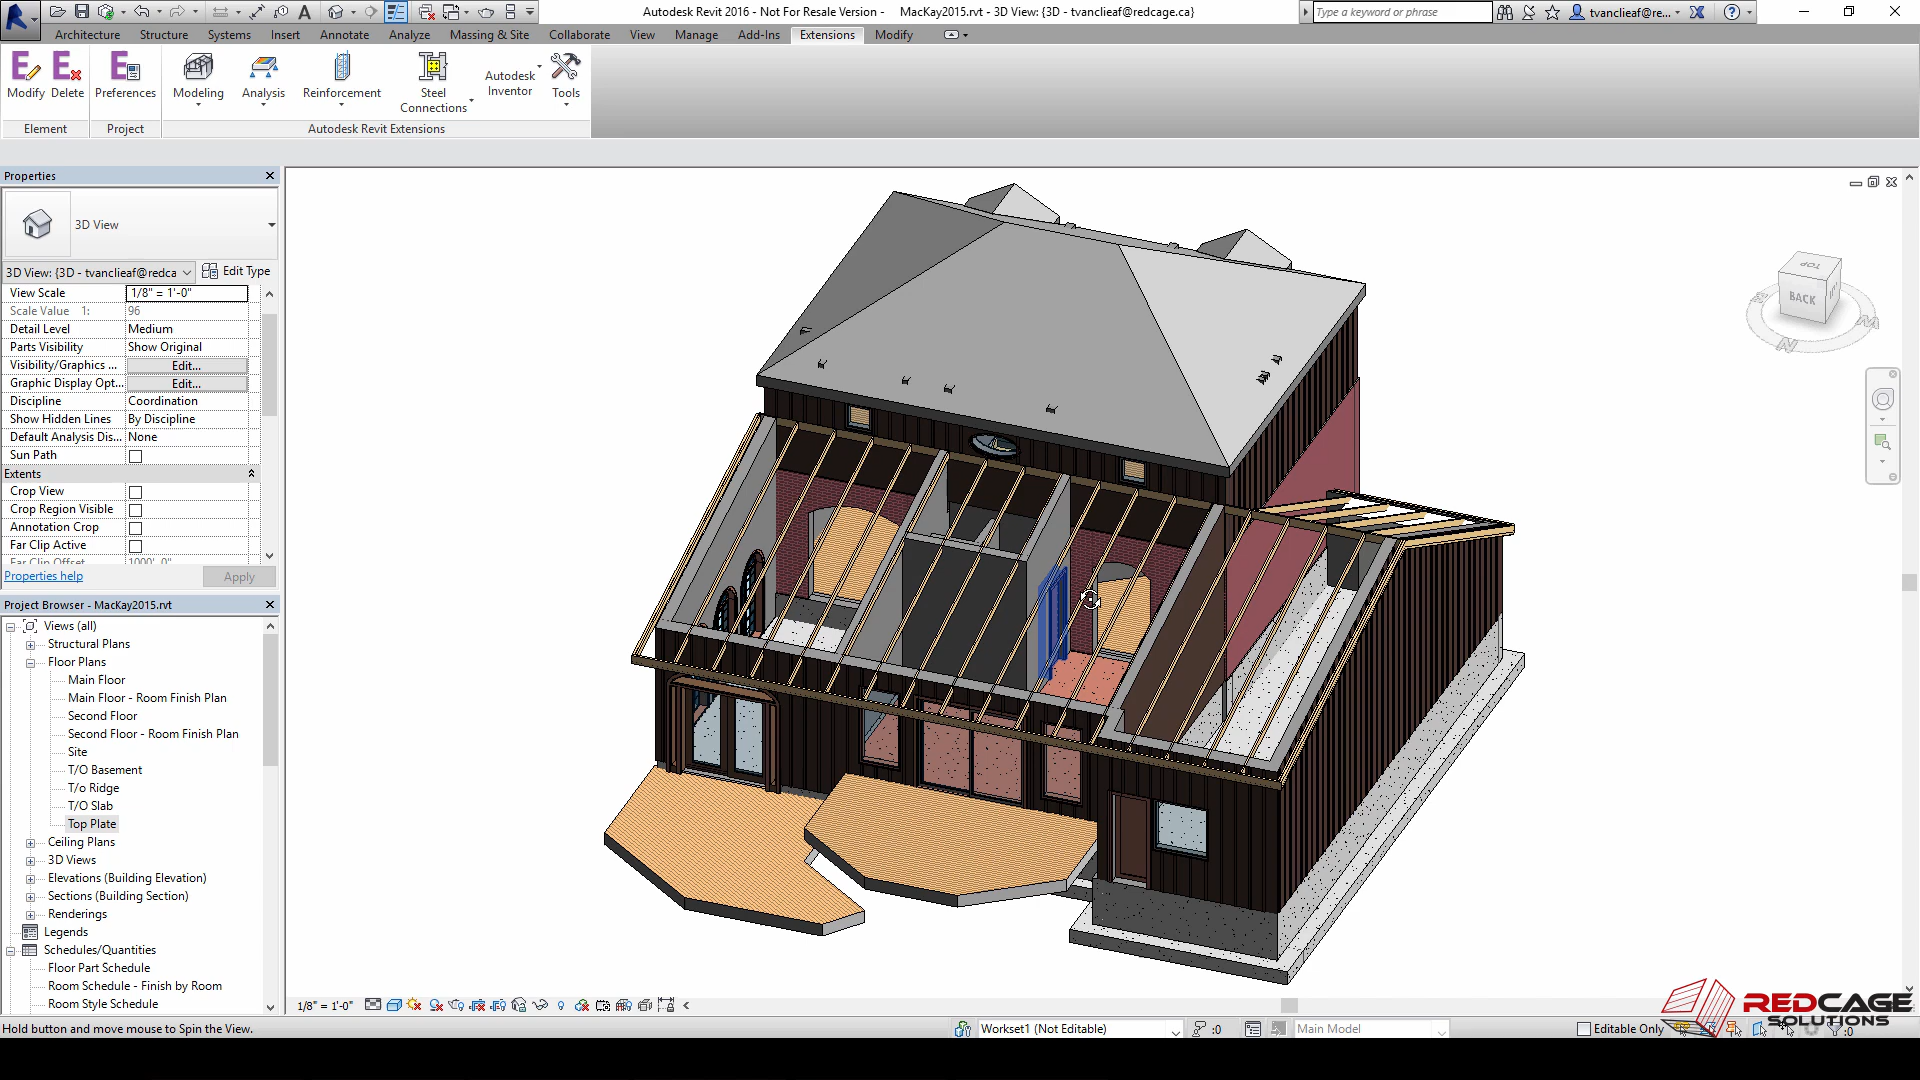 Autodesk Revit 2016 - Not For Resale Version - MacKay2015.rvt - 3D View: {3D - tvanclieaf@redcage.ca}
Type a keyword or phrase
tvanclieaf@re...
Architecture Structure Systems Insert Annotate Analyze Massing & Site Collaborate View Manage Add-Ins Extensions Modify
Modify Delete Preferences Modeling Analysis Reinforcement Steel Connections Autodesk Inventor Tools
Element Project Autodesk Revit Extensions
Properties
3D View
3D View: {3D - tvanclieaf@redca Edit Type
View Scale 1/8" = 1'-0"
Scale Value 1: 96
Detail Level Medium
Parts Visibility Show Original
Visibility/Graphics ... Edit...
Graphic Display Opt... Edit...
Discipline Coordination
Show Hidden Lines By Discipline
Default Analysis Dis... None
Sun Path
Extents
Crop View
Crop Region Visible
Annotation Crop
Far Clip Active
Far Clip Offset 1000' 0"
Properties help Apply
Project Browser - MacKay2015.rvt
Views (all)
Structural Plans
Floor Plans
Main Floor
Main Floor - Room Finish Plan
Second Floor
Second Floor - Room Finish Plan
Site
T/O Basement
T/o Ridge
T/O Slab
Top Plate
Ceiling Plans
3D Views
Elevations (Building Elevation)
Sections (Building Section)
Renderings
Legends
Schedules/Quantities
Floor Part Schedule
Room Schedule - Finish by Room
Room Style Schedule
TOP
BACK
N
1/8" = 1'-0"
REDCAGE
SOLUTIONS
Hold button and move mouse to Spin the View.
Workset1 (Not Editable) :0 Main Model Editable Only :0